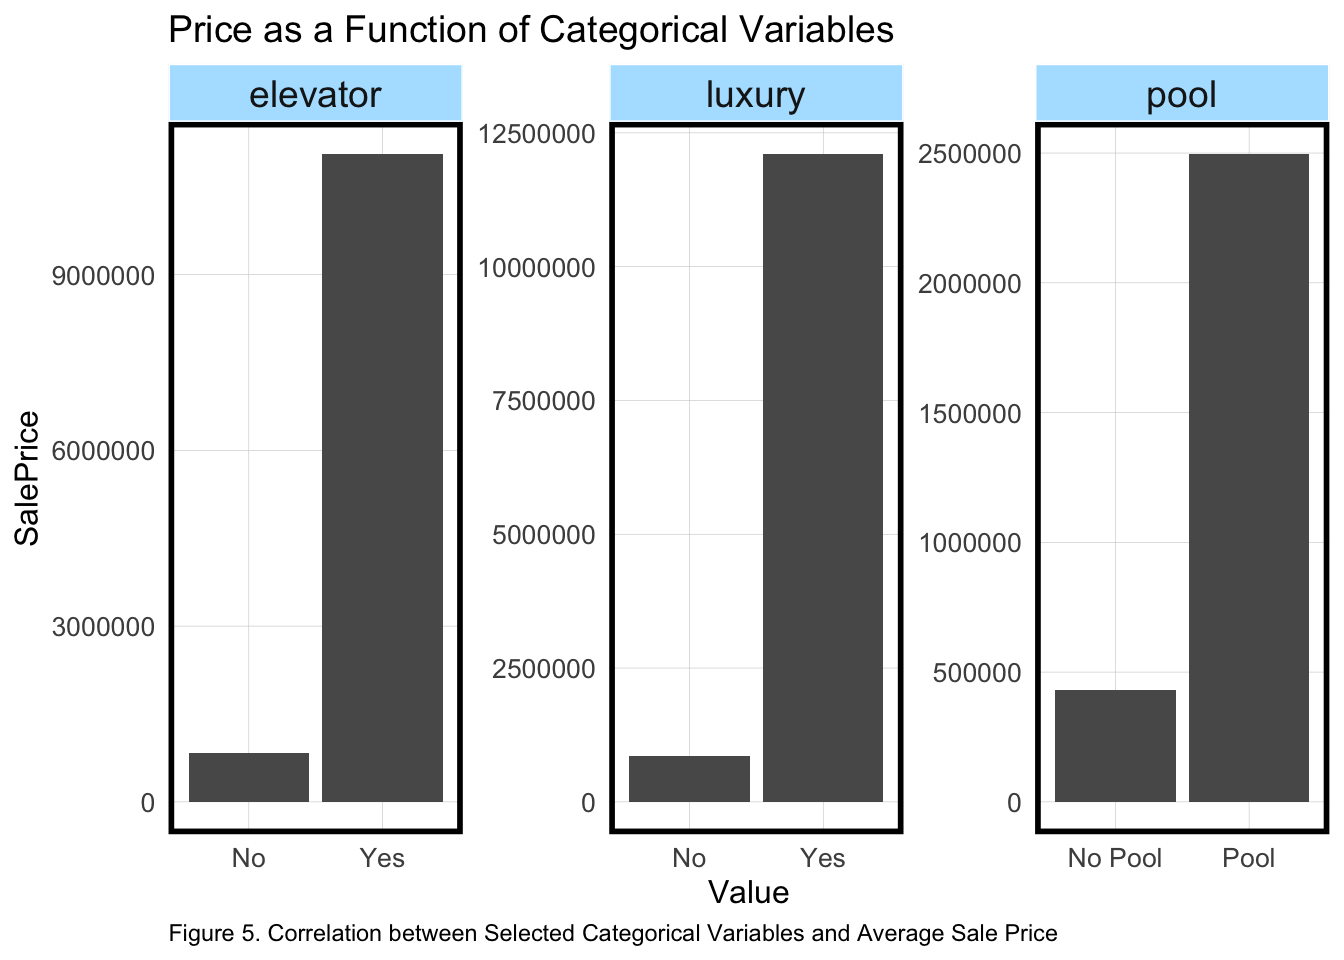 Price as a Function of Categorical Variables
elevator
luxury
pool
SalePrice
9000000
6000000
3000000
0
12500000
10000000
7500000
5000000
2500000
0
2500000
2000000
1500000
1000000
500000
0
No Yes
No Yes
No Pool Pool
Value
Figure 5. Correlation between Selected Categorical Variables and Average Sale Price